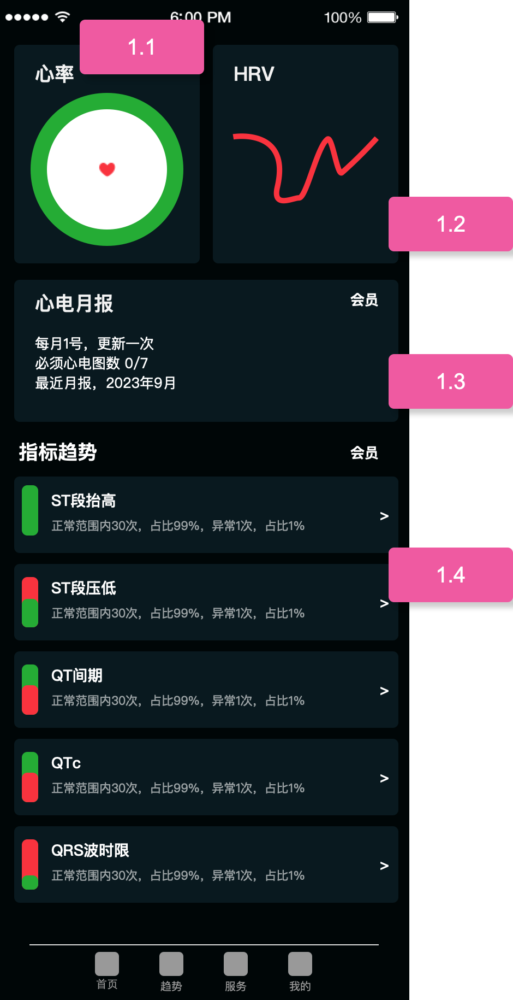 6:00 PM
100%
1.1
心率
HRV
1.2
心电月报
会员
每月1号，更新一次
必须心电图数 0/7
最近月报，2023年9月
1.3
指标趋势
会员
ST段抬高
正常范围内30次，占比99%，异常1次，占比1%
>
1.4
ST段压低
正常范围内30次，占比99%，异常1次，占比1%
>
QT间期
正常范围内30次，占比99%，异常1次，占比1%
>
QTc
正常范围内30次，占比99%，异常1次，占比1%
>
QRS波时限
正常范围内30次，占比99%，异常1次，占比1%
>
首页
趋势
服务
我的